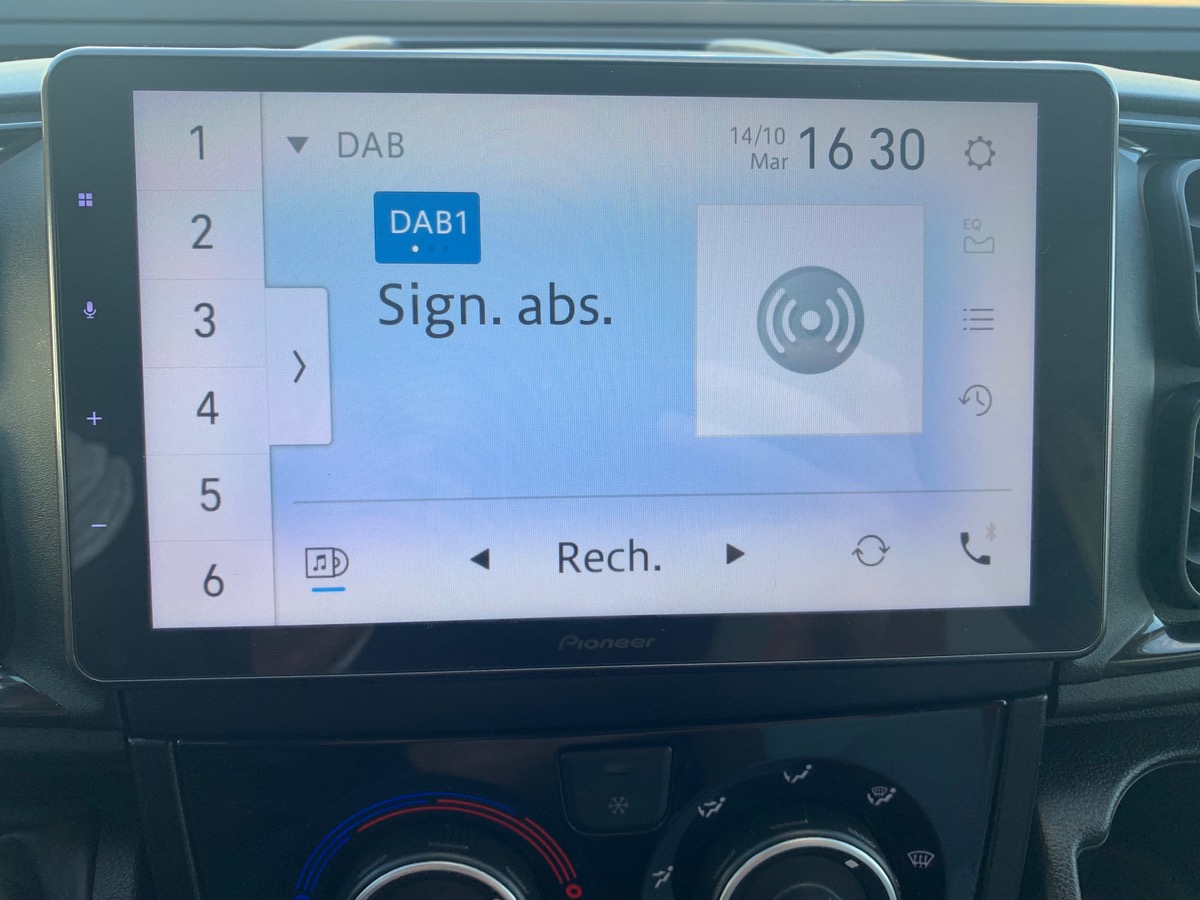 1
2
3
4
5
6
DAB
14/10
Mar
16 30
DAB1
Sign. abs.
EQ
Rech.
Pioneer